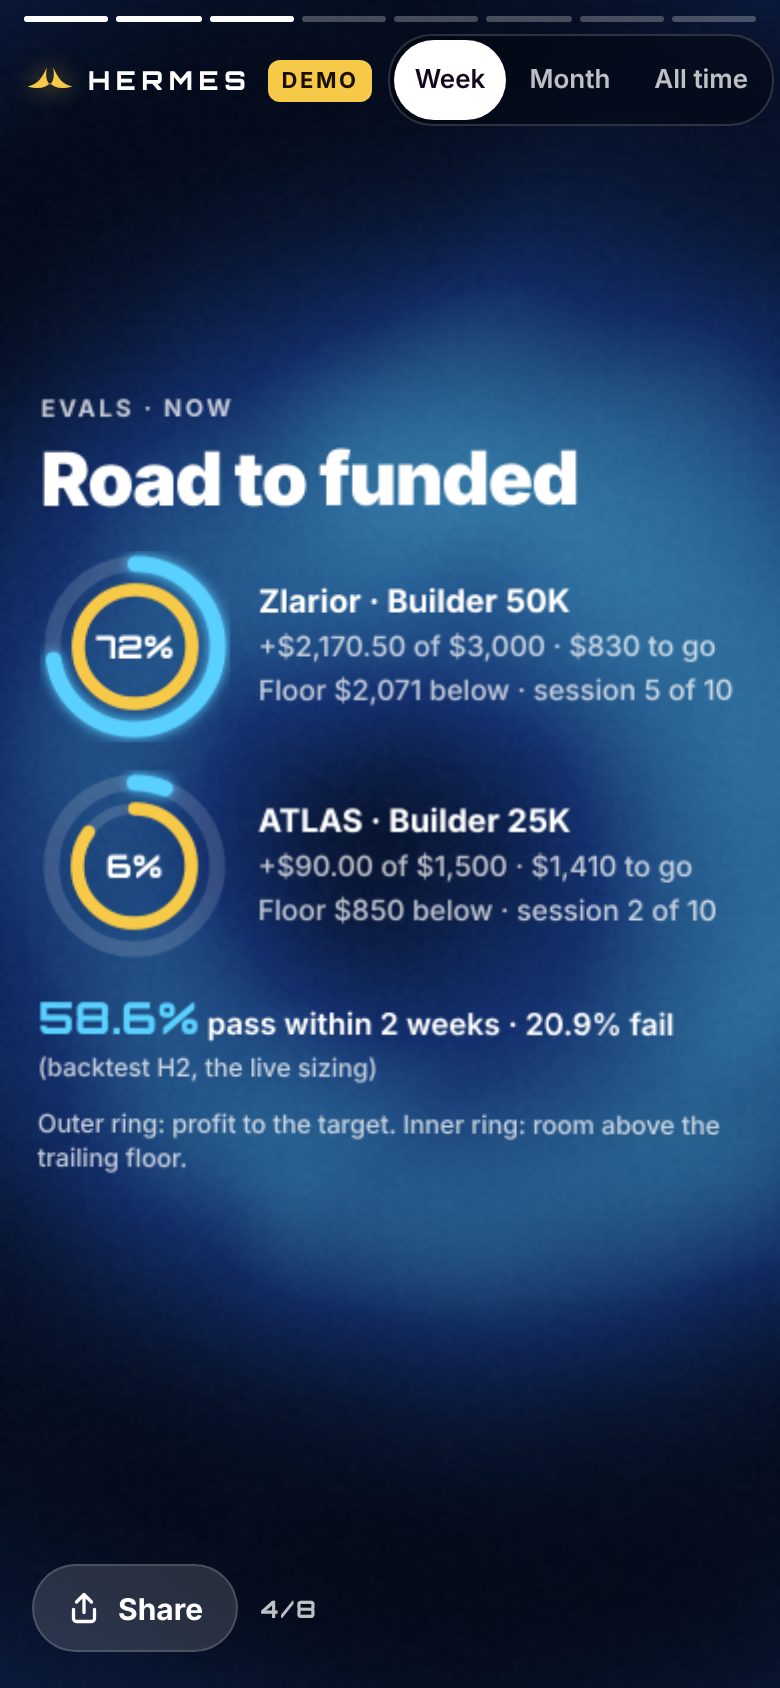 HERMES DEMO Week Month All time
EVALS · NOW
Road to funded
72%
Zlarior · Builder 50K
+$2,170.50 of $3,000 · $830 to go
Floor $2,071 below · session 5 of 10
6%
ATLAS · Builder 25K
+$90.00 of $1,500 · $1,410 to go
Floor $850 below · session 2 of 10
58.6% pass within 2 weeks · 20.9% fail
(backtest H2, the live sizing)
Outer ring: profit to the target. Inner ring: room above the
trailing floor.
Share 4/8